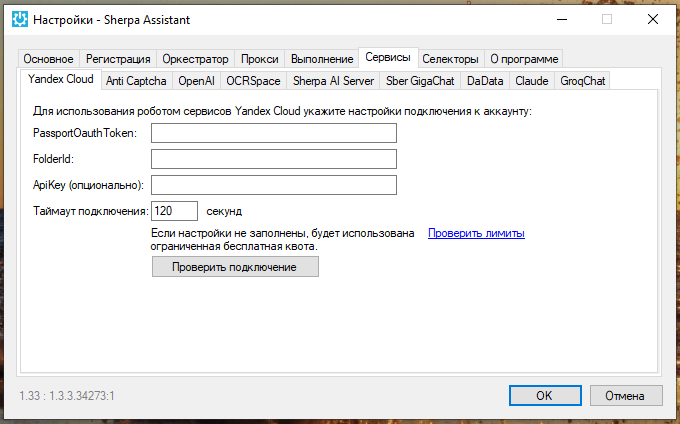 Настройки - Sherpa Assistant
Основное Регистрация Оркестратор Прокси Выполнение Сервисы Селекторы О программе
Yandex Cloud Anti Captcha OpenAI OCRSpace Sherpa AI Server Sber GigaChat DaData Claude GroqChat
Для использования роботом сервисов Yandex Cloud укажите настройки подключения к аккаунту:
PassportOauthToken:
FolderId:
ApiKey (опционально):
Таймаут подключения: 120 секунд
Если настройки не заполнены, будет использована Проверить лимиты
ограниченная бесплатная квота.
Проверить подключение
1.33 : 1.3.3.34273:1 OK Отмена